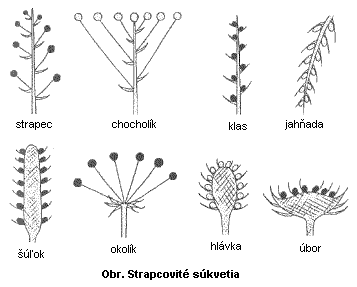 strapec chocholík klas jahňada
šúľok okolík hlávka úbor
Obr. Strapcovité súkvetia